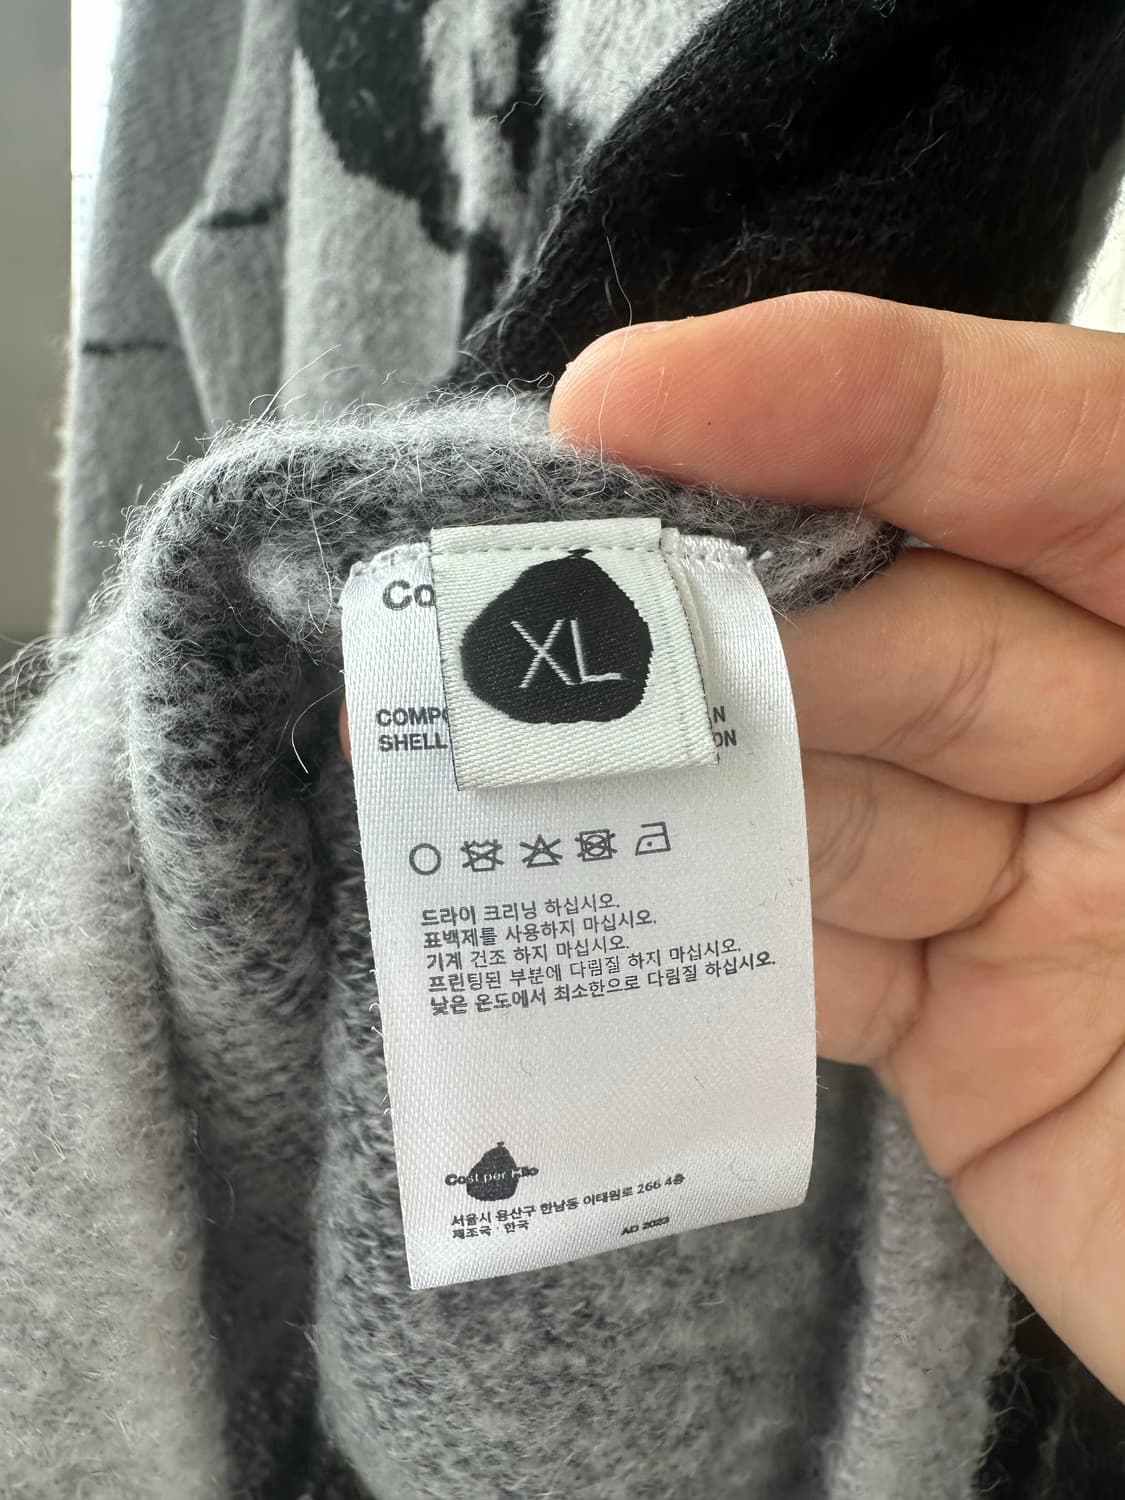 XL
드라이 크리닝 하십시오.
표백제를 사용하지 마십시오.
기계 건조 하지 마십시오.
프린팅된 부분에 다림질 하지 마십시오.
낮은 온도에서 최소한으로 다림질 하십시오.
Cost per Kilo
서울시 용산구 한남동 이태원로 266 4층
제조국 · 한국
AD 2023